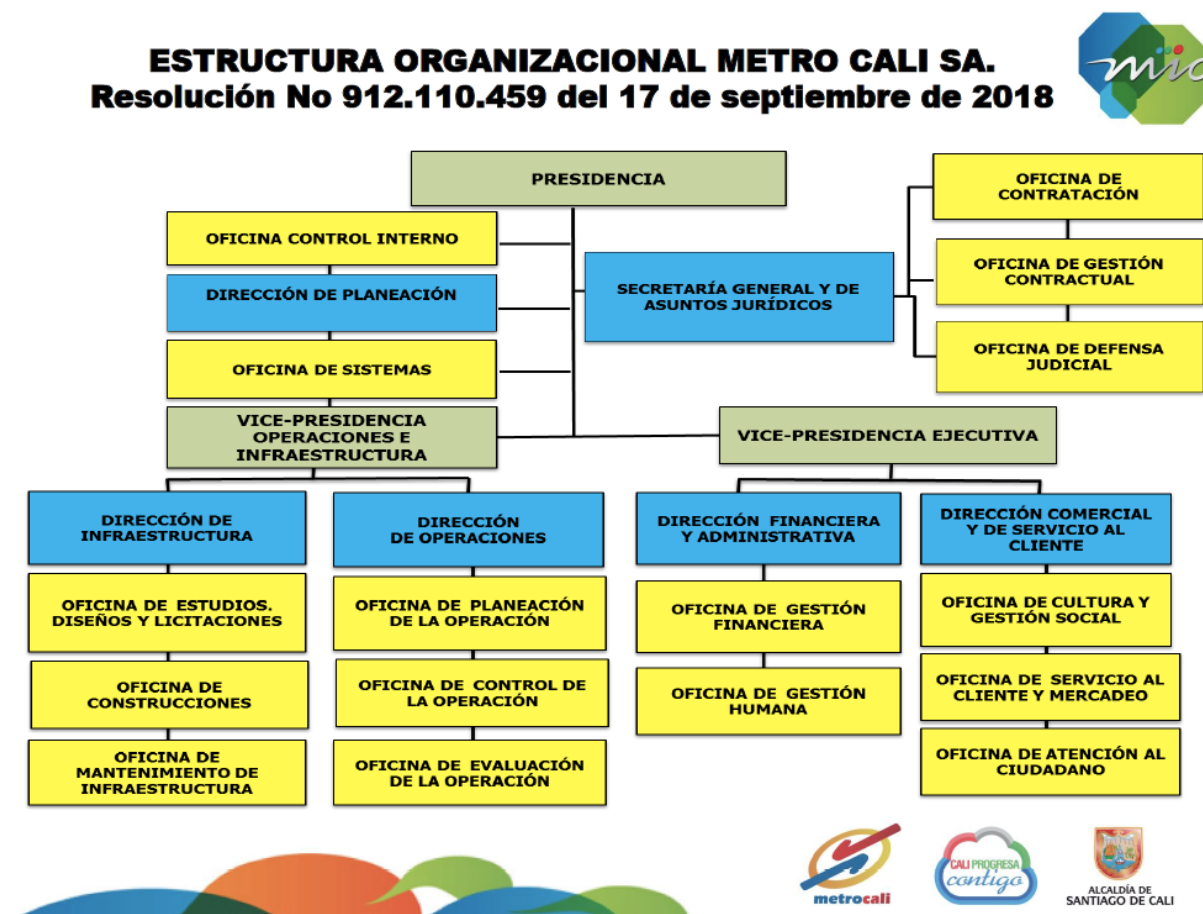 ESTRUCTURA ORGANIZACIONAL METRO CALI SA.
Resolución No 912.110.459 del 17 de septiembre de 2018
mio
PRESIDENCIA
OFICINA CONTROL INTERNO
DIRECCIÓN DE PLANEACIÓN
OFICINA DE SISTEMAS
SECRETARÍA GENERAL Y DE
ASUNTOS JURÍDICOS
OFICINA DE
CONTRATACIÓN
OFICINA DE GESTIÓN
CONTRACTUAL
OFICINA DE DEFENSA
JUDICIAL
VICE-PRESIDENCIA
OPERACIONES E
INFRAESTRUCTURA
VICE-PRESIDENCIA EJECUTIVA
DIRECCIÓN DE
INFRAESTRUCTURA
DIRECCIÓN
DE OPERACIONES
DIRECCIÓN FINANCIERA
Y ADMINISTRATIVA
DIRECCIÓN COMERCIAL
Y DE SERVICIO AL
CLIENTE
OFICINA DE ESTUDIOS.
DISEÑOS Y LICITACIONES
OFICINA DE PLANEACIÓN
DE LA OPERACIÓN
OFICINA DE GESTIÓN
FINANCIERA
OFICINA DE CULTURA Y
GESTIÓN SOCIAL
OFICINA DE
CONSTRUCCIONES
OFICINA DE CONTROL DE
LA OPERACIÓN
OFICINA DE GESTIÓN
HUMANA
OFICINA DE SERVICIO AL
CLIENTE Y MERCADEO
OFICINA DE
MANTENIMIENTO DE
INFRAESTRUCTURA
OFICINA DE EVALUACIÓN
DE LA OPERACIÓN
OFICINA DE ATENCIÓN AL
CIUDADANO
metrocali
CALI PROGRESA
contigo
ALCALDÍA DE
SANTIAGO DE CALI